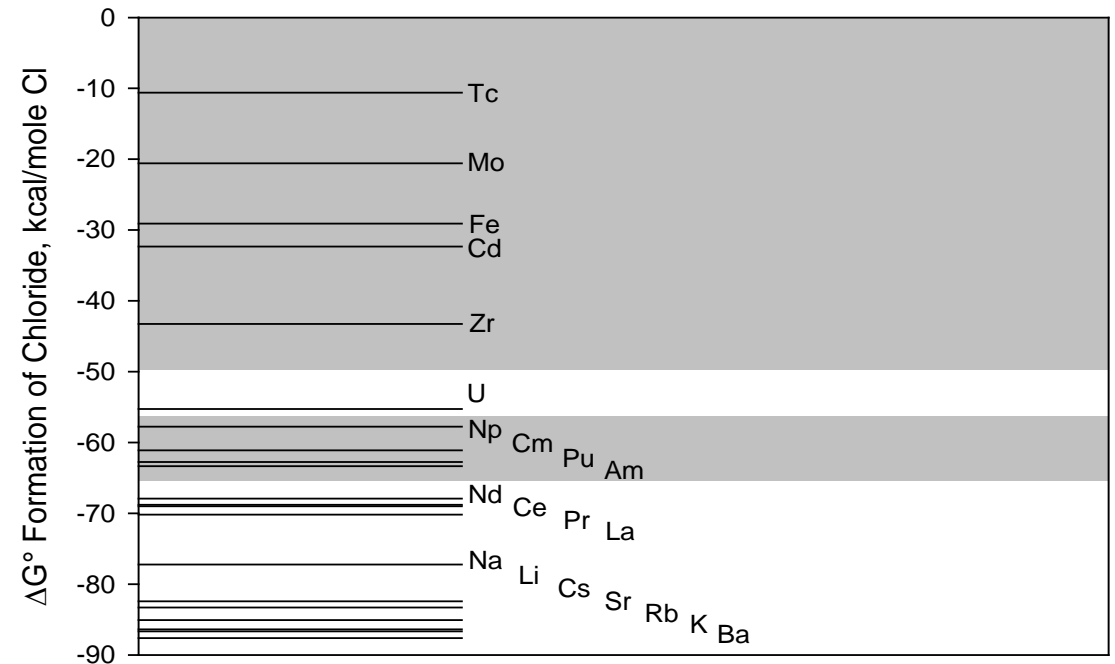 ΔG° Formation of Chloride, kcal/mole Cl
0
-10
-20
-30
-40
-50
-60
-70
-80
-90
Tc
Mo
Fe
Cd
Zr
U
Np
Cm
Pu
Am
Nd
Ce
Pr
La
Na
Li
Cs
Sr
Rb
K
Ba